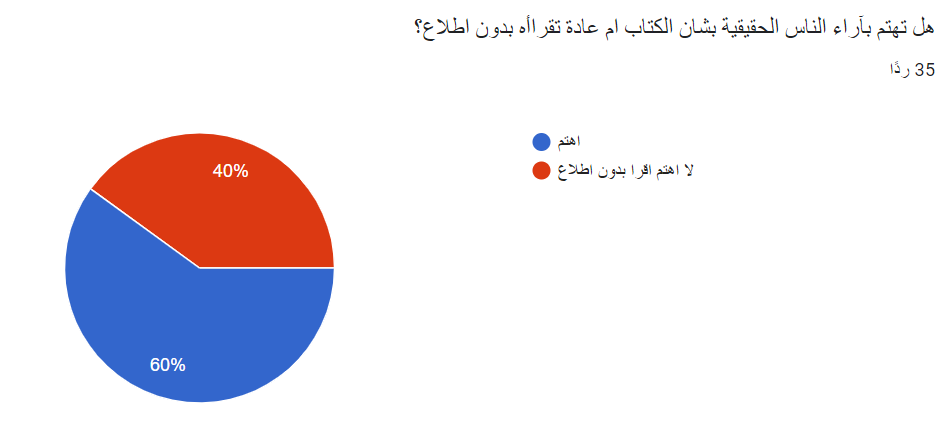 هل تهتم بآراء الناس الحقيقية بشان الكتاب ام عادة تقراأه بدون اطلاع؟
35 ردًا
اهتم
لا اهتم اقرا بدون اطلاع
40%
60%